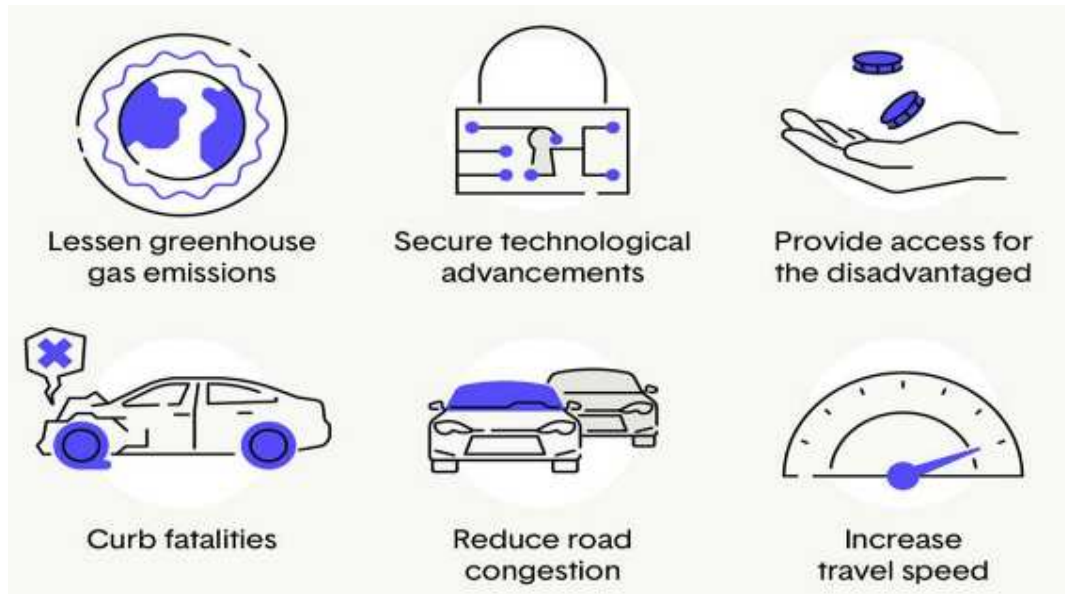 Lessen greenhouse
gas emissions
Secure technological
advancements
Provide access for
the disadvantaged
Curb fatalities
Reduce road
congestion
Increase
travel speed